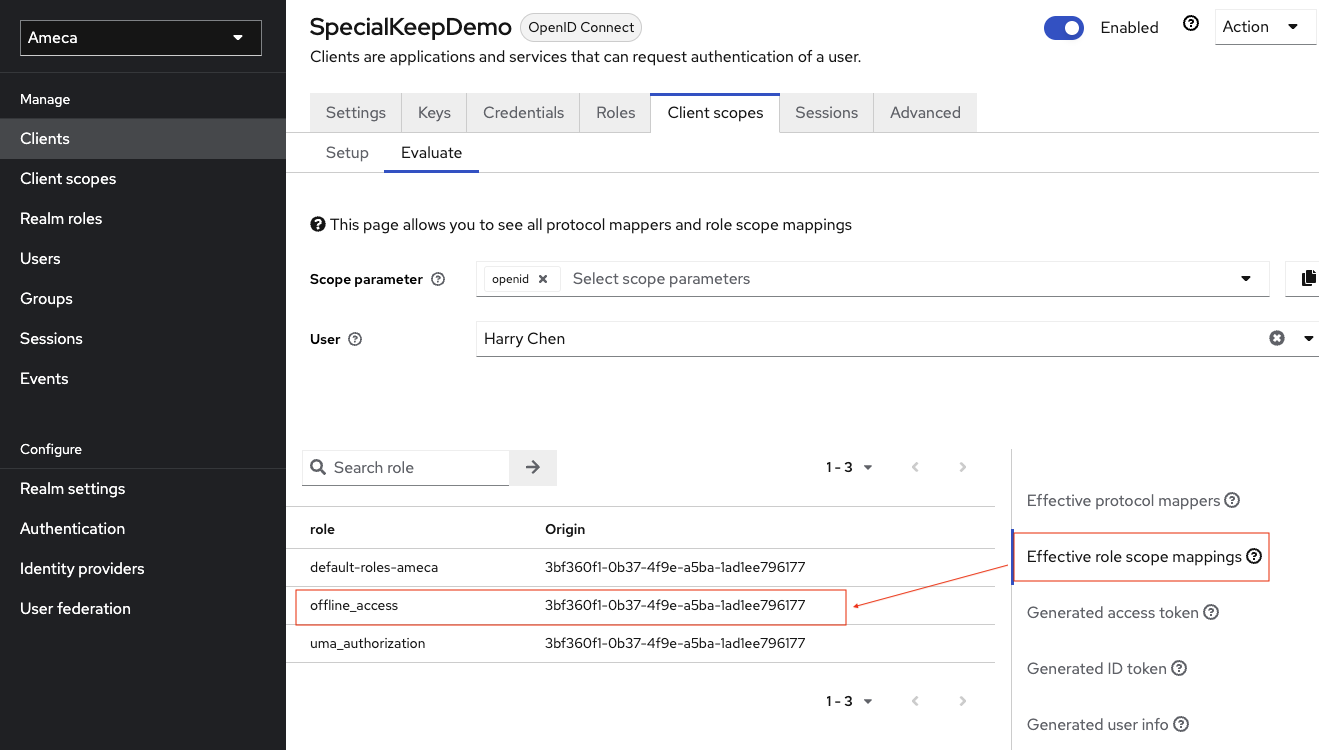 Ameca
Manage
Clients
Client scopes
Realm roles
Users
Groups
Sessions
Events
Configure
Realm settings
Authentication
Identity providers
User federation
SpecialKeepDemo OpenID Connect Enabled Action
Clients are applications and services that can request authentication of a user.
Settings Keys Credentials Roles Client scopes Sessions Advanced
Setup Evaluate
This page allows you to see all protocol mappers and role scope mappings
Scope parameter openid Select scope parameters
User Harry Chen
Search role 1 - 3
role Origin
default-roles-ameca 3bf360f1-0b37-4f9e-a5ba-1ad1ee796177
offline_access 3bf360f1-0b37-4f9e-a5ba-1ad1ee796177
uma_authorization 3bf360f1-0b37-4f9e-a5ba-1ad1ee796177
1 - 3
Effective protocol mappers
Effective role scope mappings
Generated access token
Generated ID token
Generated user info